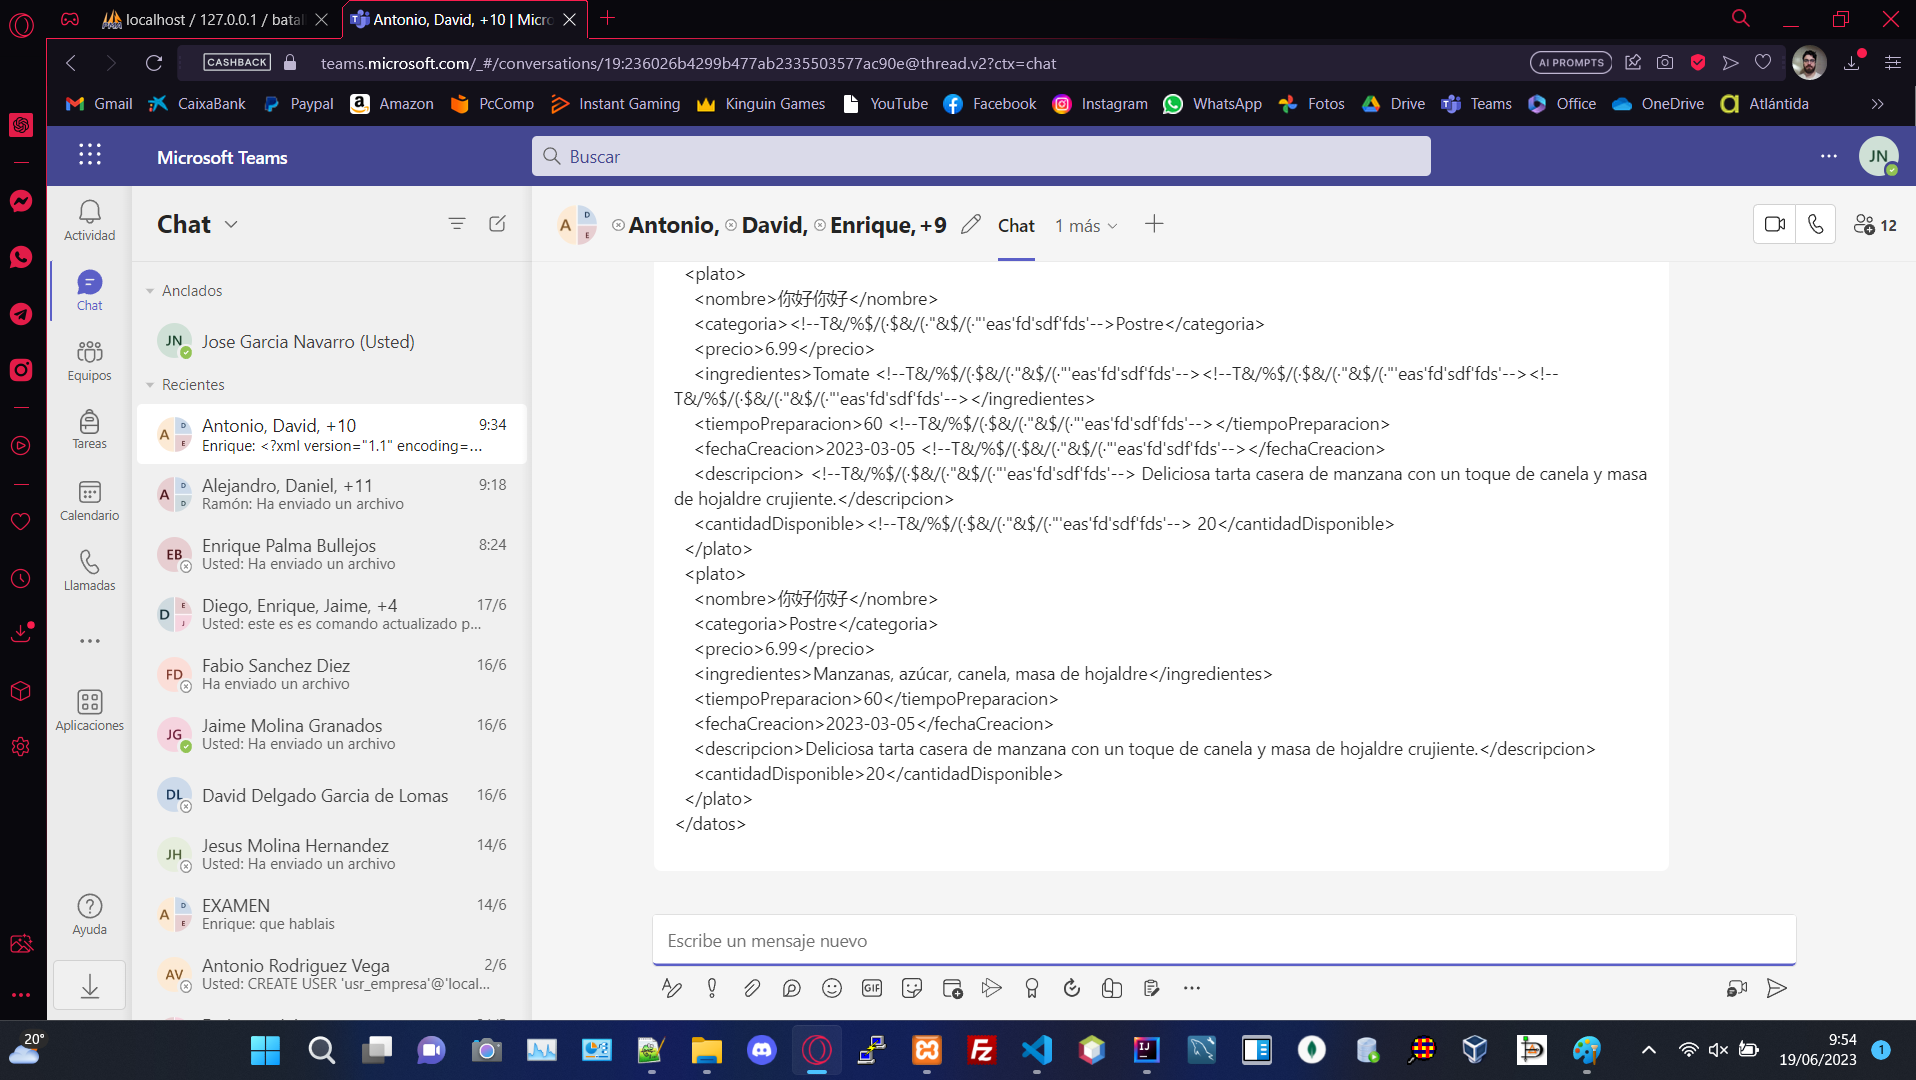 localhost / 127.0.0.1 / batal
Antonio, David, +10 | Micro
CASHBACK
teams.microsoft.com/_#/conversations/19:236026b4299b477ab2335503577ac90e@thread.v2?ctx=chat
AI PROMPTS
Gmail
CaixaBank
Paypal
Amazon
PcComp
Instant Gaming
Kinguin Games
YouTube
Facebook
Instagram
WhatsApp
Fotos
Drive
Teams
Office
OneDrive
Atlántida
Microsoft Teams
Buscar
JN
Actividad
Chat
Equipos
Tareas
Calendario
Llamadas
Aplicaciones
Ayuda
Chat
Anclados
JN
Jose Garcia Navarro (Usted)
Recientes
A D E
Antonio, David, +10
9:34
Enrique: <?xml version="1.1" encoding=...
A D D
Alejandro, Daniel, +11
9:18
Ramón: Ha enviado un archivo
EB
Enrique Palma Bullejos
8:24
Usted: Ha enviado un archivo
D E J
Diego, Enrique, Jaime, +4
17/6
Usted: este es es comando actualizado p...
FD
Fabio Sanchez Diez
16/6
Ha enviado un archivo
JG
Jaime Molina Granados
16/6
Usted: Ha enviado un archivo
DL
David Delgado Garcia de Lomas
16/6
JH
Jesus Molina Hernandez
14/6
Usted: Ha enviado un archivo
A D E
EXAMEN
14/6
Enrique: que hablais
AV
Antonio Rodriguez Vega
2/6
Usted: CREATE USER 'usr_empresa'@'local...
A D E
Antonio, David, Enrique, +9
Chat
1 más
12
<plato>
<nombre>你好你好</nombre>
<categoria><!--T&/%$/(·$&/(·"&$/(·"'eas'fd'sdf'fds'-->Postre</categoria>
<precio>6.99</precio>
<ingredientes>Tomate <!--T&/%$/(·$&/(·"&$/(·"'eas'fd'sdf'fds'--><!--T&/%$/(·$&/(·"&$/(·"'eas'fd'sdf'fds'--><!--
T&/%$/(·$&/(·"&$/(·"'eas'fd'sdf'fds'--></ingredientes>
<tiempoPreparacion>60 <!--T&/%$/(·$&/(·"&$/(·"'eas'fd'sdf'fds'--></tiempoPreparacion>
<fechaCreacion>2023-03-05 <!--T&/%$/(·$&/(·"&$/(·"'eas'fd'sdf'fds'--></fechaCreacion>
<descripcion> <!--T&/%$/(·$&/(·"&$/(·"'eas'fd'sdf'fds'--> Deliciosa tarta casera de manzana con un toque de canela y masa
de hojaldre crujiente.</descripcion>
<cantidadDisponible><!--T&/%$/(·$&/(·"&$/(·"'eas'fd'sdf'fds'--> 20</cantidadDisponible>
</plato>
<plato>
<nombre>你好你好</nombre>
<categoria>Postre</categoria>
<precio>6.99</precio>
<ingredientes>Manzanas, azúcar, canela, masa de hojaldre</ingredientes>
<tiempoPreparacion>60</tiempoPreparacion>
<fechaCreacion>2023-03-05</fechaCreacion>
<descripcion>Deliciosa tarta casera de manzana con un toque de canela y masa de hojaldre crujiente.</descripcion>
<cantidadDisponible>20</cantidadDisponible>
</plato>
</datos>
Escribe un mensaje nuevo
GIF
20°
9:54
19/06/2023
1